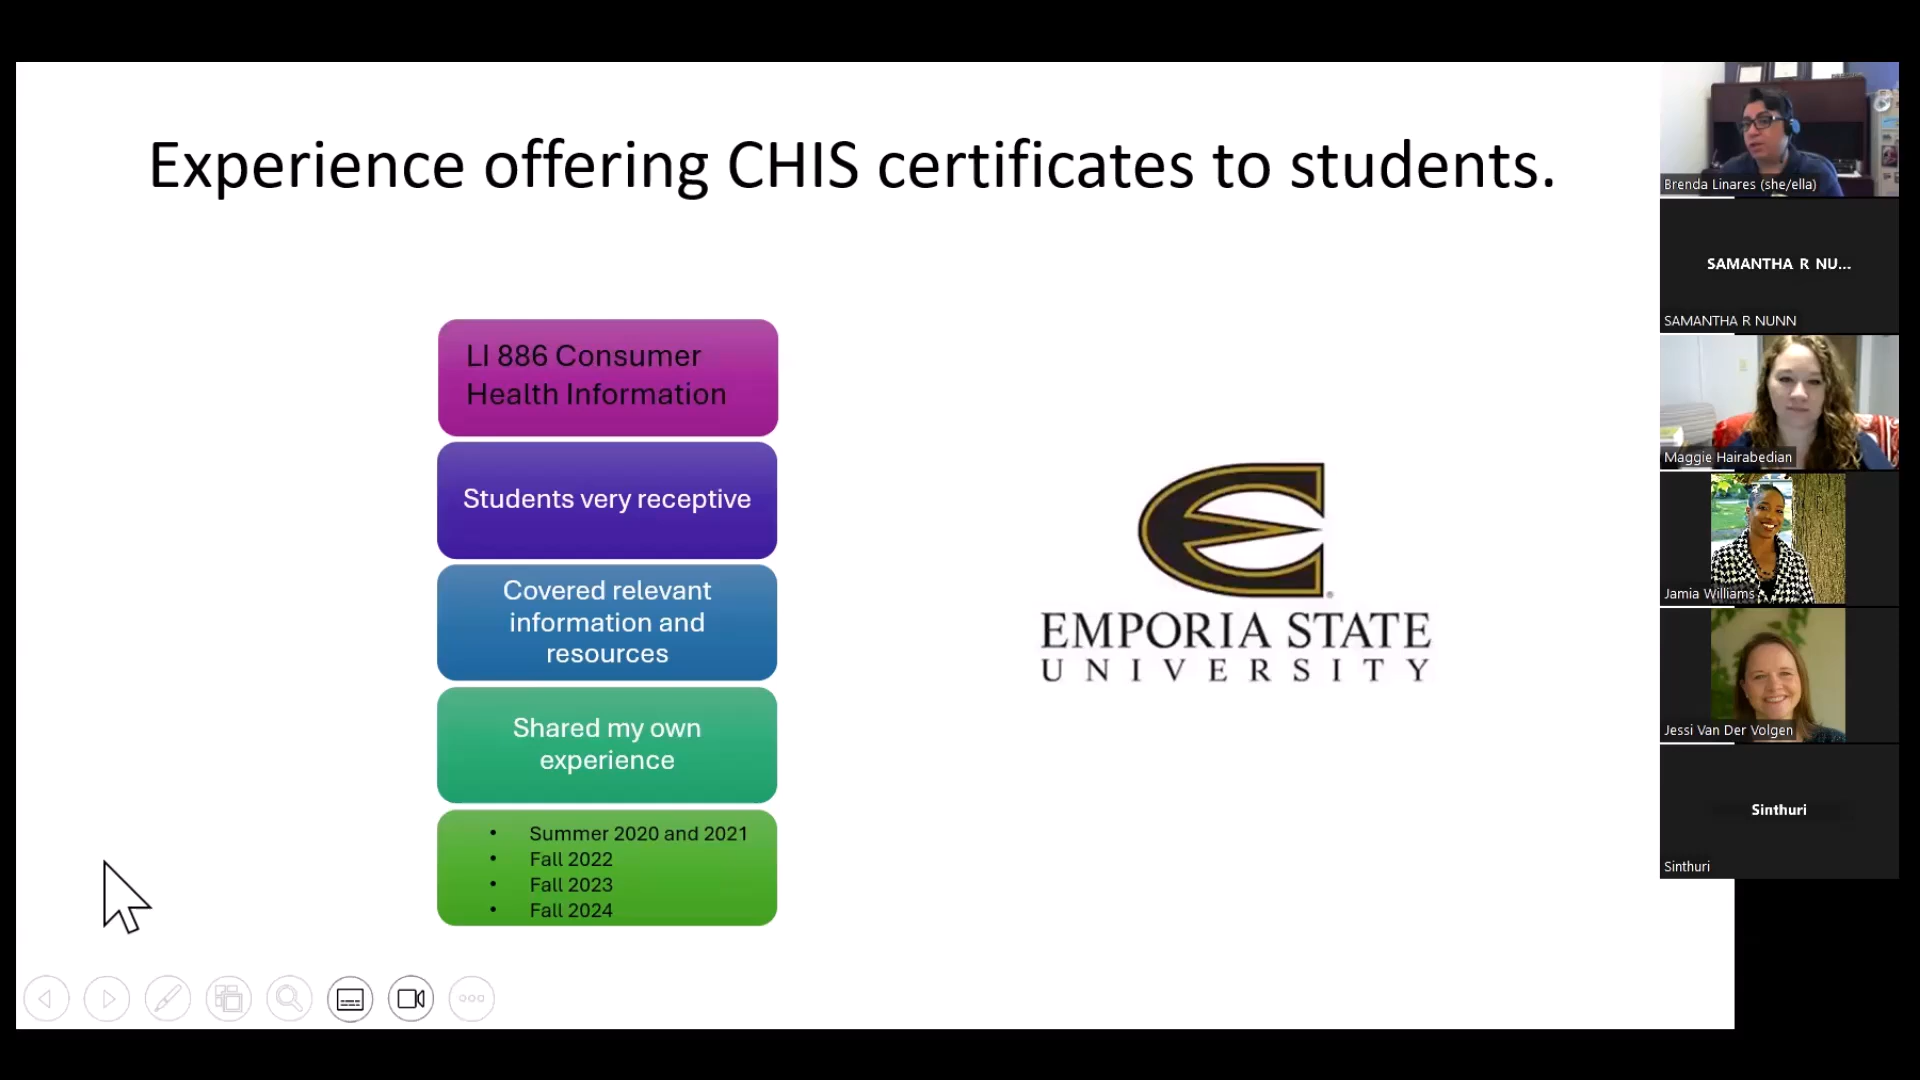 Experience offering CHIS certificates to students.
LI 886 Consumer
Health Information
Students very receptive
Covered relevant
information and
resources
Shared my own
experience
• Summer 2020 and 2021
• Fall 2022
• Fall 2023
• Fall 2024
EMPORIA STATE
UNIVERSITY
Brenda Linares (she/ella)
SAMANTHA R NU...
SAMANTHA R NUNN
Maggie Hairabedian
Jamia Williams
Jessi Van Der Volgen
Sinthuri
Sinthuri